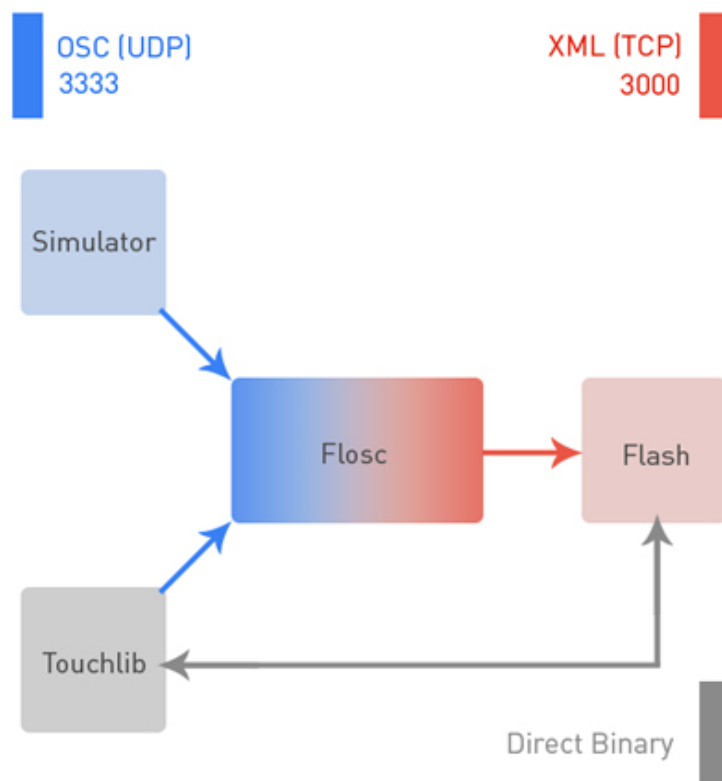 OSC (UDP)
3333
XML (TCP)
3000
Simulator
Flosc
Flash
Touchlib
Direct Binary